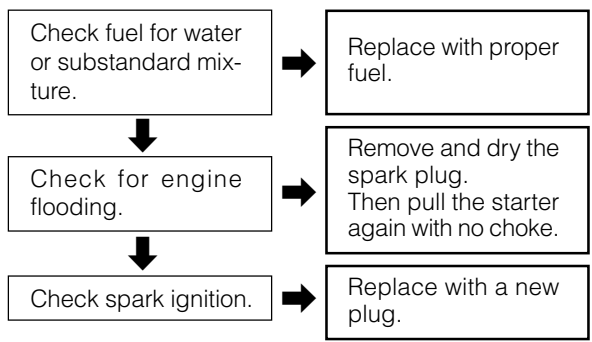 Check fuel for water
or substandard mix-
ture.
Replace with proper
fuel.
Check for engine
flooding.
Remove and dry the
spark plug.
Then pull the starter
again with no choke.
Check spark ignition.
Replace with a new
plug.